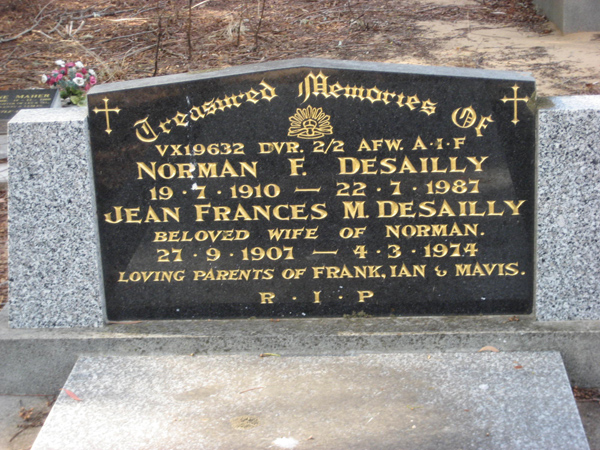 Treasured Memories Of
VX19632 DVR. 2/2 AFW. A·I·F
NORMAN F. DESAILLY
19·7·1910 — 22·7·1987
JEAN FRANCES M. DESAILLY
BELOVED WIFE OF NORMAN.
27·9·1907 — 4·3·1974
LOVING PARENTS OF FRANK, IAN & MAVIS.
R·I·P
MAHER